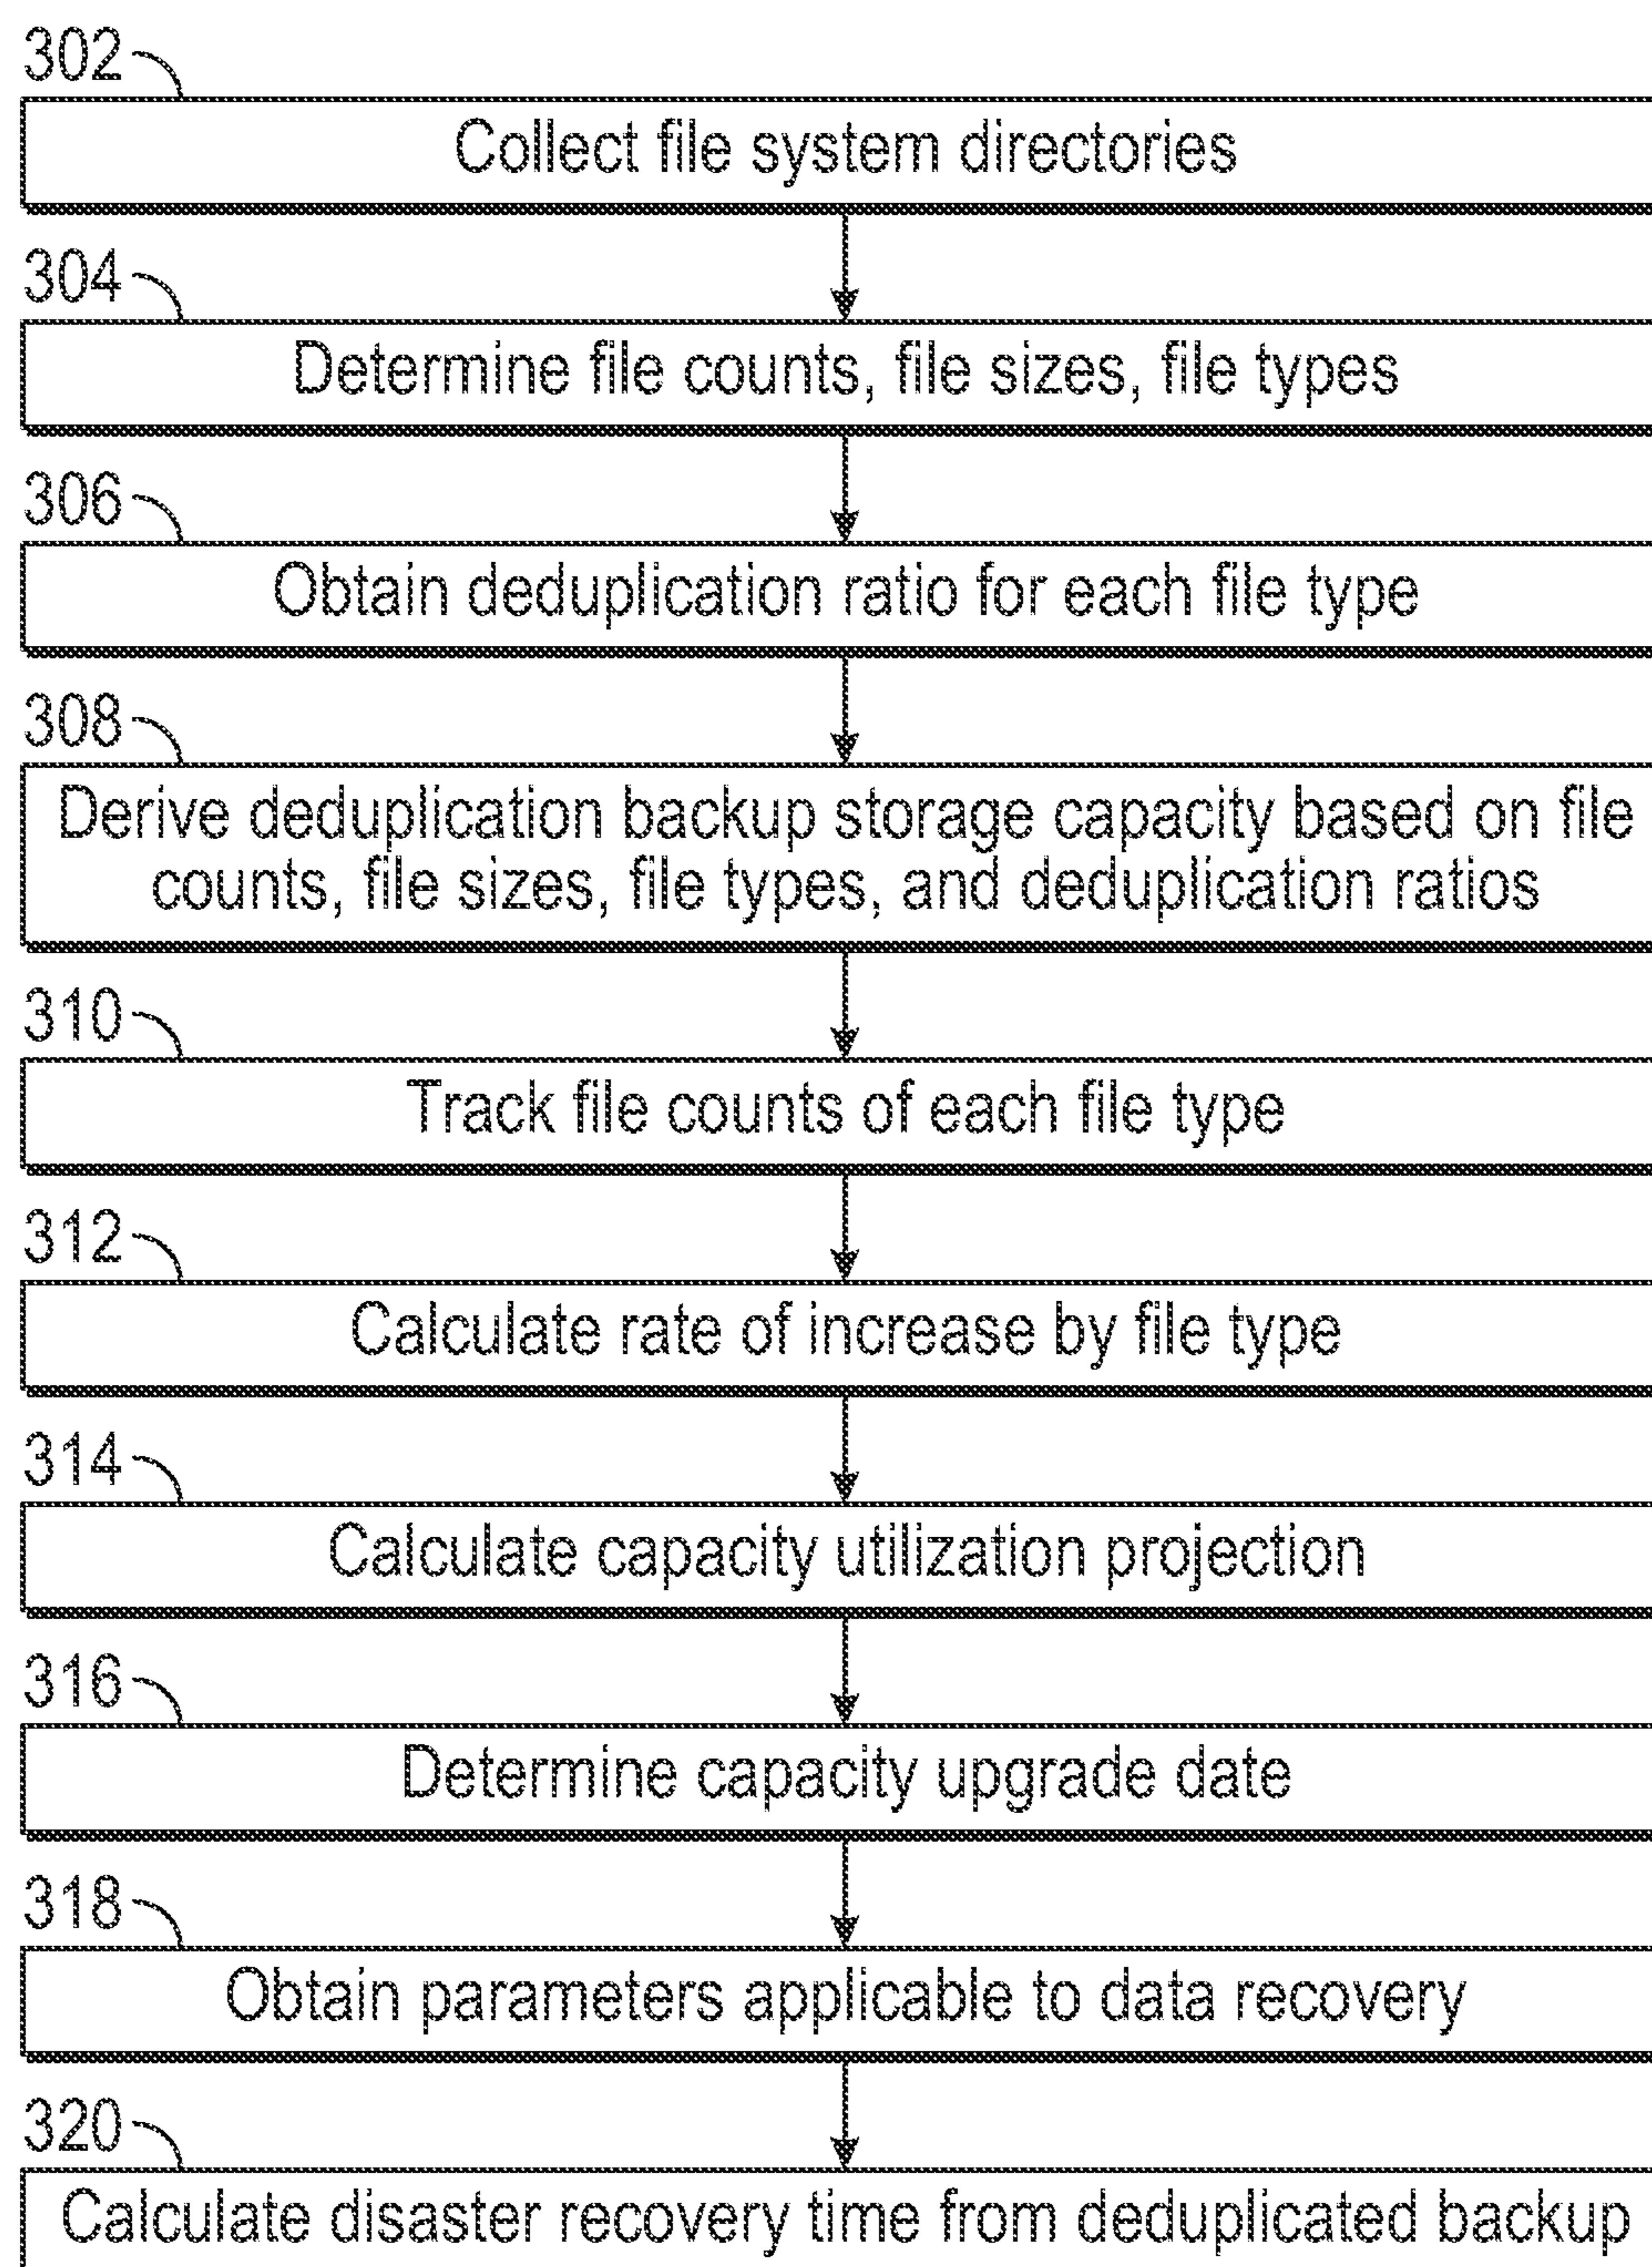 302
Collect file system directories
304
Determine file counts, file sizes, file types
306
Obtain deduplication ratio for each file type
308
Derive deduplication backup storage capacity based on file
counts, file sizes, file types, and deduplication ratios
310
Track file counts of each file type
312
Calculate rate of increase by file type
314
Calculate capacity utilization projection
316
Determine capacity upgrade date
318
Obtain parameters applicable to data recovery
320
Calculate disaster recovery time from deduplicated backup